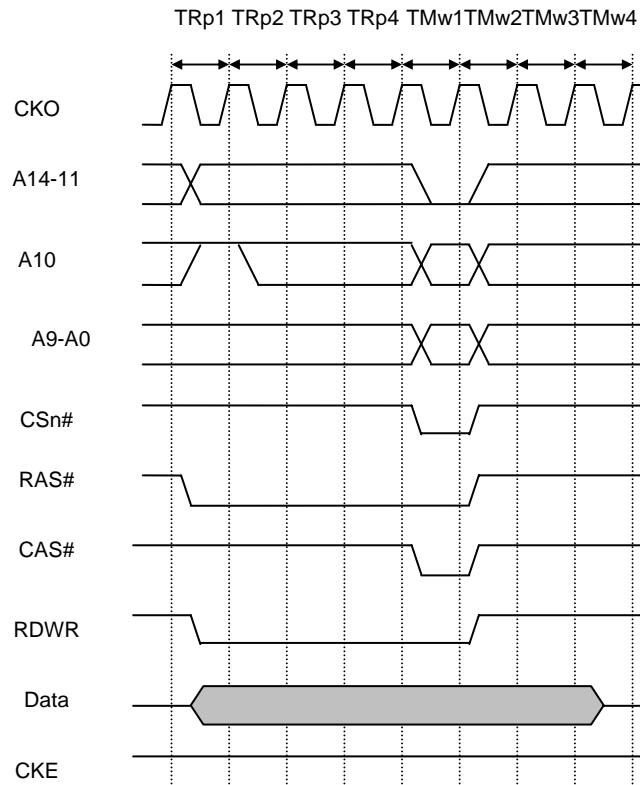 TRp1 TRp2 TRp3 TRp4 TMw1TMw2TMw3TMw4
CKO
A14-11
A10
A9-A0
CSn#
RAS#
CAS#
RDWR
Data
CKE